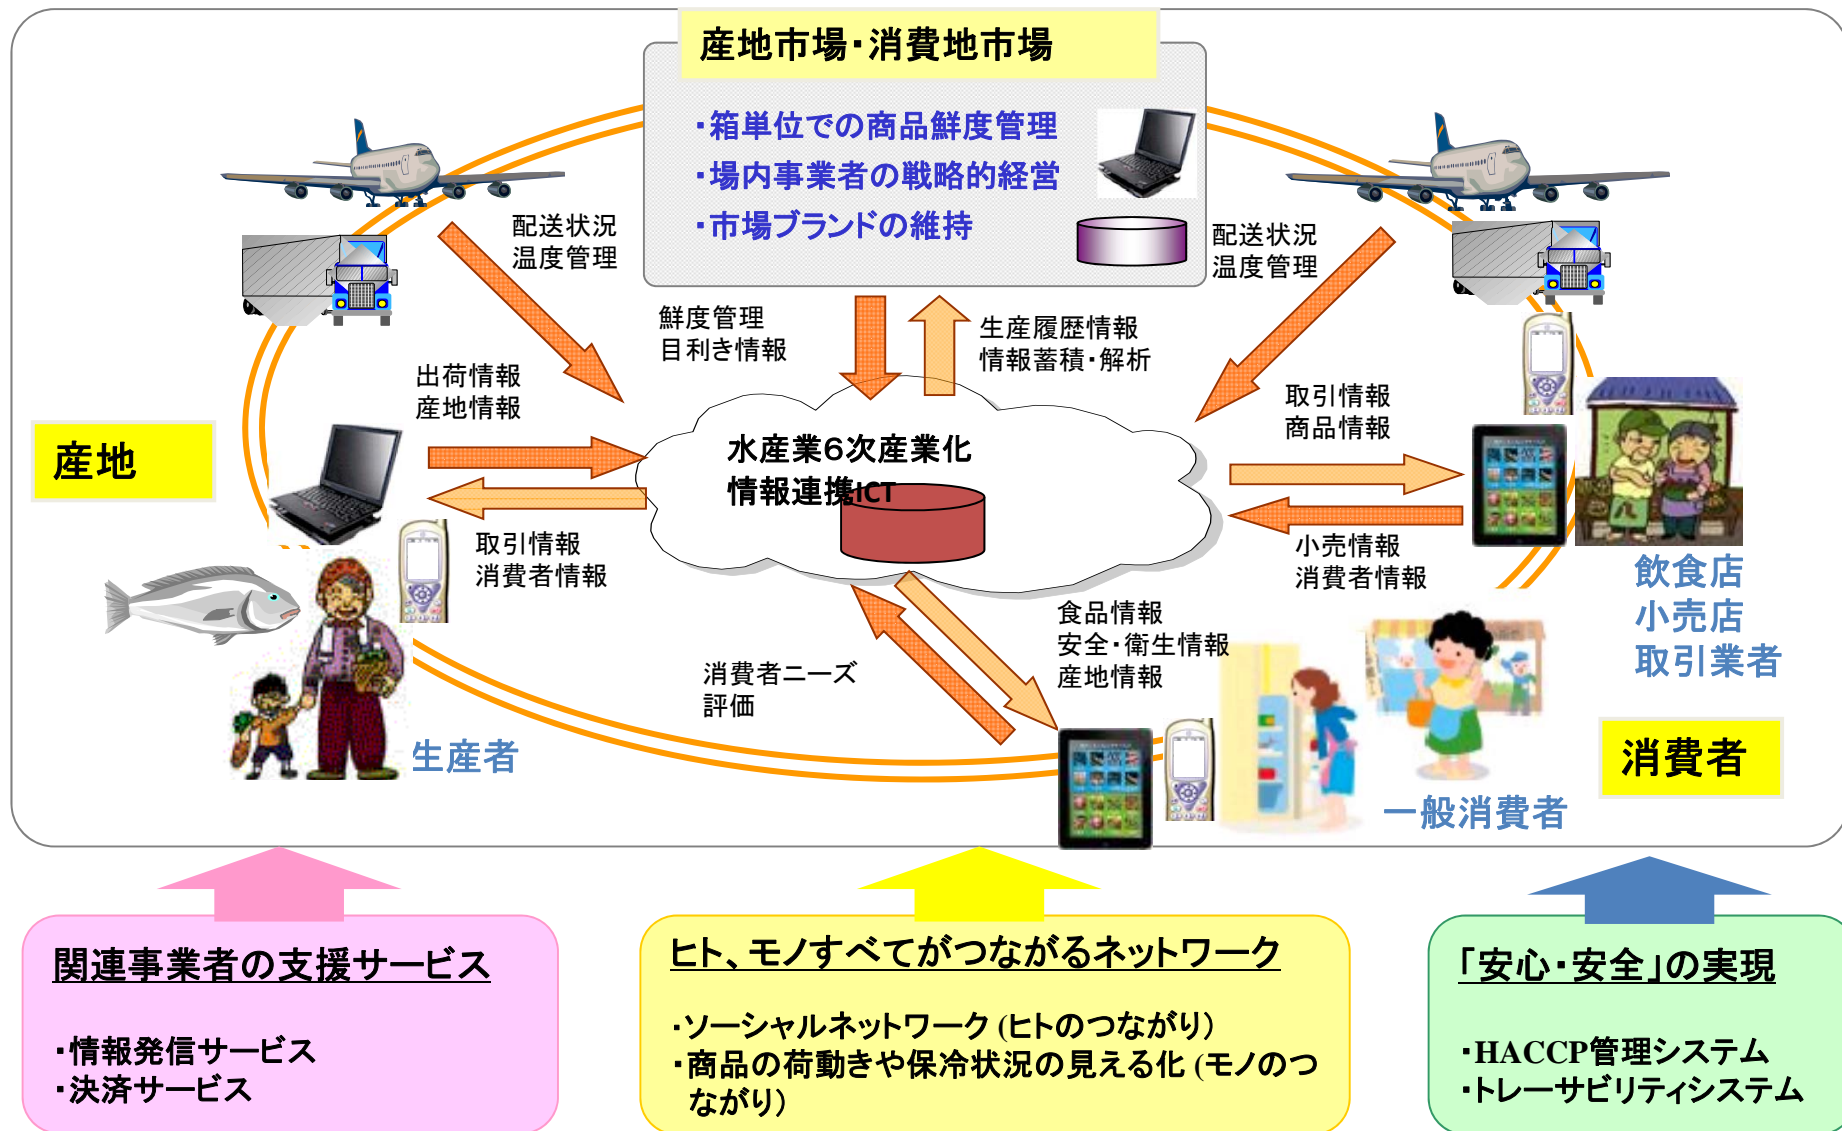 産地市場・消費地市場
・箱単位での商品鮮度管理
・場内事業者の戦略的経営
・市場ブランドの維持
配送状況
温度管理
配送状況
温度管理
鮮度管理
目利き情報
生産履歴情報
情報蓄積・解析
出荷情報
産地情報
取引情報
商品情報
産地
水産業6次産業化
情報連携ICT
取引情報
消費者情報
小売情報
消費者情報
飲食店
小売店
取引業者
食品情報
安全・衛生情報
産地情報
消費者ニーズ
評価
生産者
消費者
一般消費者
関連事業者の支援サービス
・情報発信サービス
・決済サービス
ヒト、モノすべてがつながるネットワーク
・ソーシャルネットワーク (ヒトのつながり)
・商品の荷動きや保冷状況の見える化 (モノのつ
ながり)
「安心・安全」の実現
・HACCP管理システム
・トレーサビリティシステム